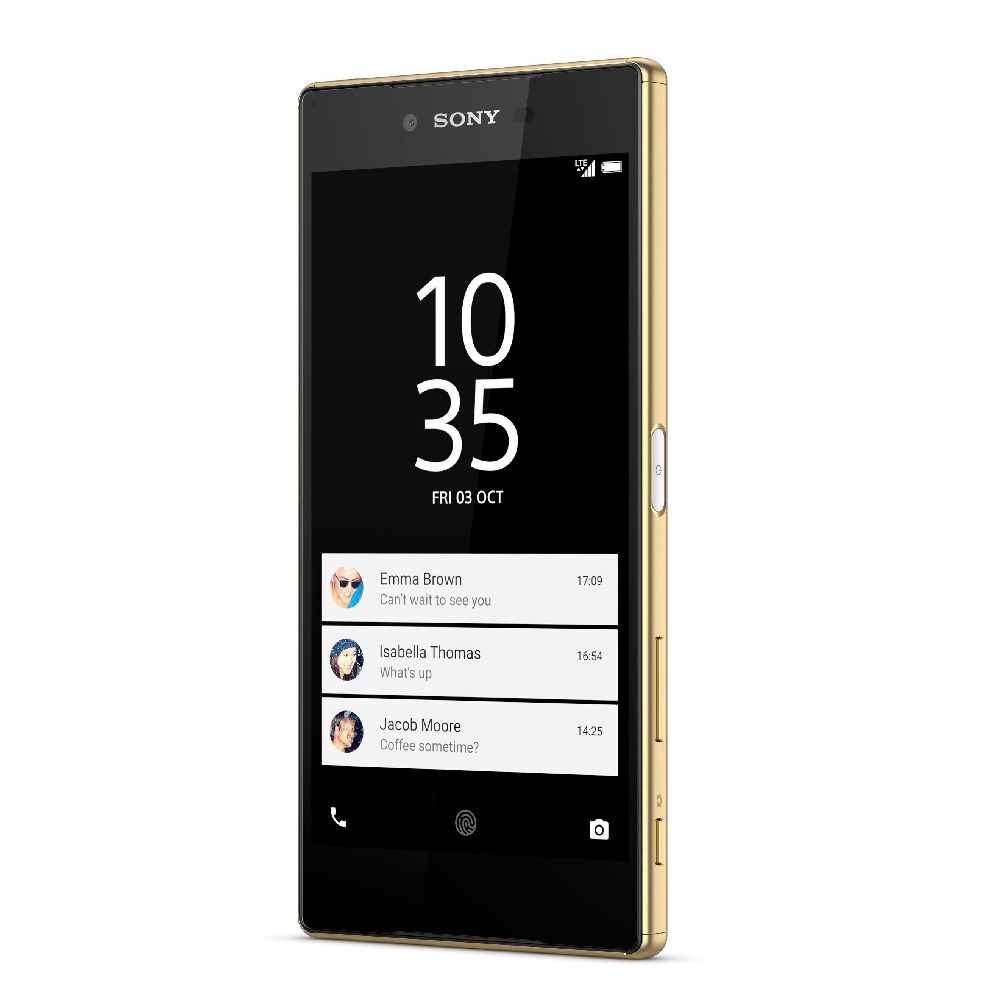 SONY
LTE
10
35
FRI 03 OCT
Emma Brown 17:09
Can't wait to see you
Isabella Thomas 16:54
What's up
Jacob Moore 14:25
Coffee sometime?